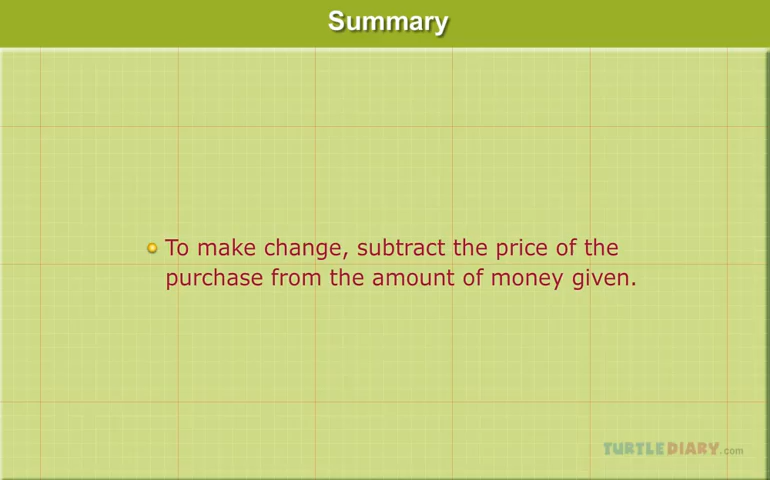 Summary
To make change, subtract the price of the
purchase from the amount of money given.
TURTLEDIARY.com